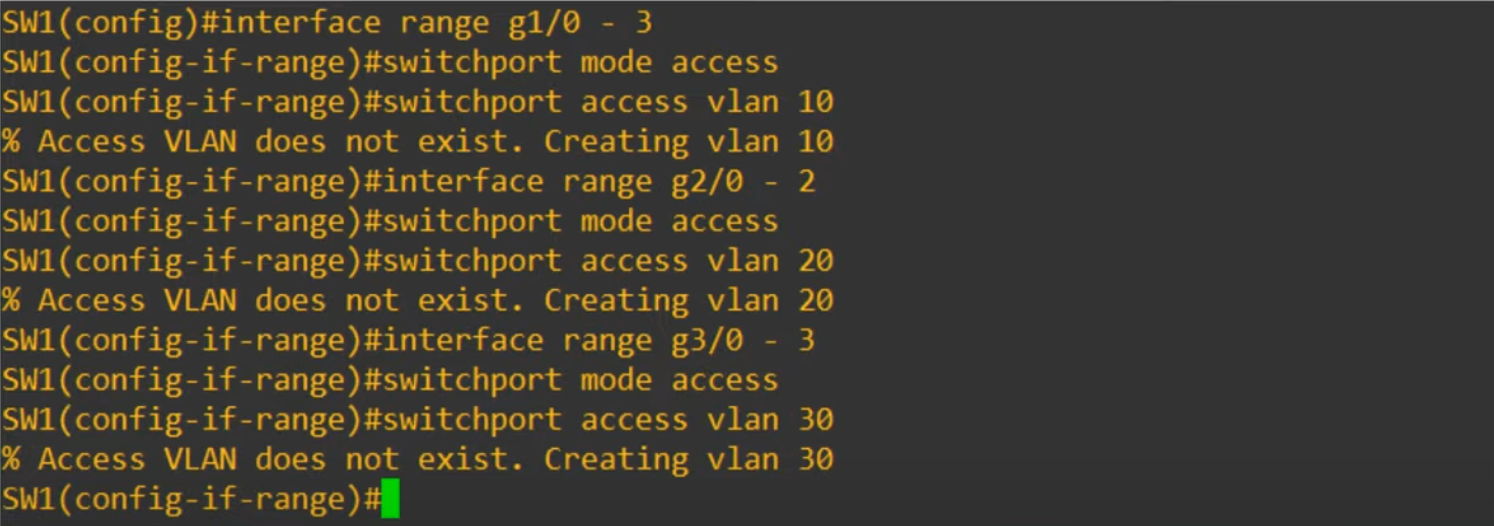 SW1(config)#interface range g1/0 - 3
SW1(config-if-range)#switchport mode access
SW1(config-if-range)#switchport access vlan 10
% Access VLAN does not exist. Creating vlan 10
SW1(config-if-range)#interface range g2/0 - 2
SW1(config-if-range)#switchport mode access
SW1(config-if-range)#switchport access vlan 20
% Access VLAN does not exist. Creating vlan 20
SW1(config-if-range)#interface range g3/0 - 3
SW1(config-if-range)#switchport mode access
SW1(config-if-range)#switchport access vlan 30
% Access VLAN does not exist. Creating vlan 30
SW1(config-if-range)#